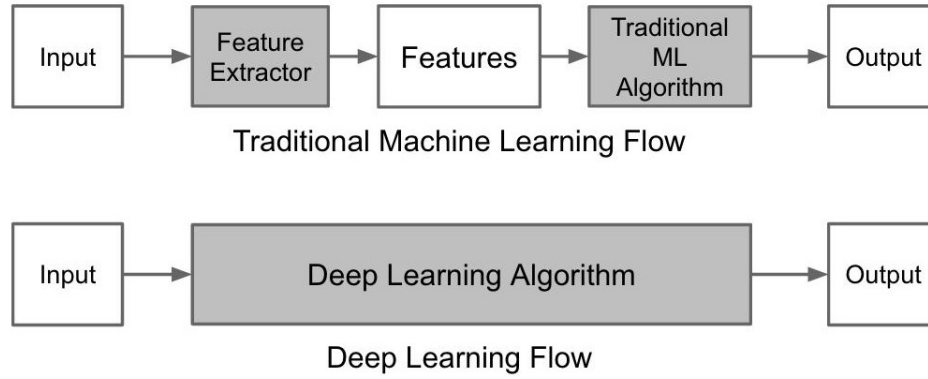 Input
Feature
Extractor
Features
Traditional
ML
Algorithm
Output
Traditional Machine Learning Flow
Input
Deep Learning Algorithm
Output
Deep Learning Flow